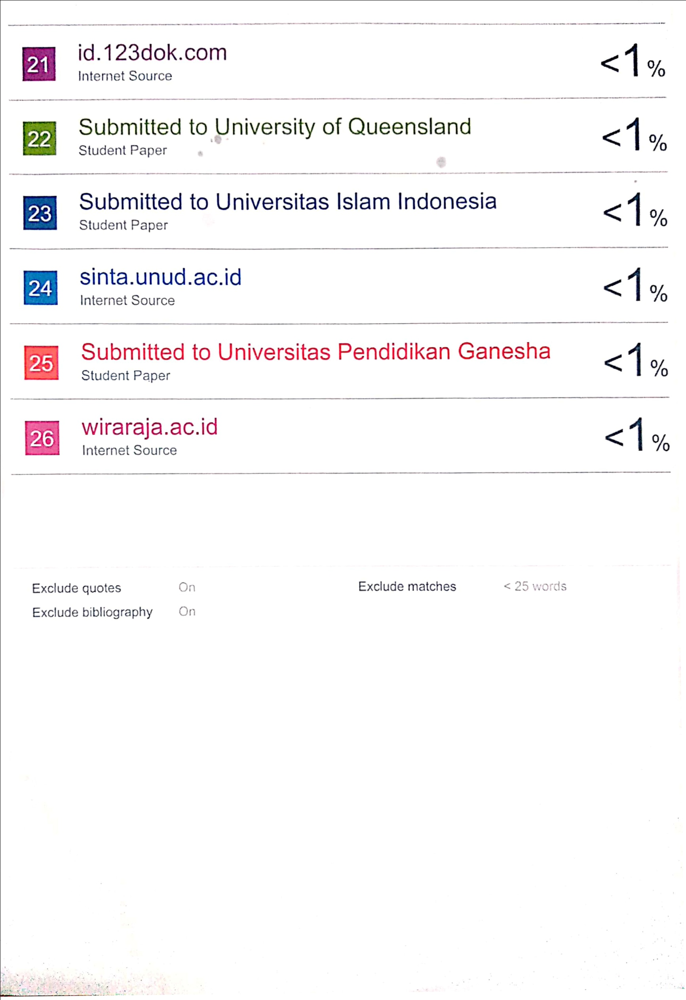 21 id.123dok.com <1%
Internet Source
22 Submitted to University of Queensland <1%
Student Paper
23 Submitted to Universitas Islam Indonesia <1%
Student Paper
24 sinta.unud.ac.id <1%
Internet Source
25 Submitted to Universitas Pendidikan Ganesha <1%
Student Paper
26 wiraraja.ac.id <1%
Internet Source
Exclude quotes On Exclude matches < 25 words
Exclude bibliography On